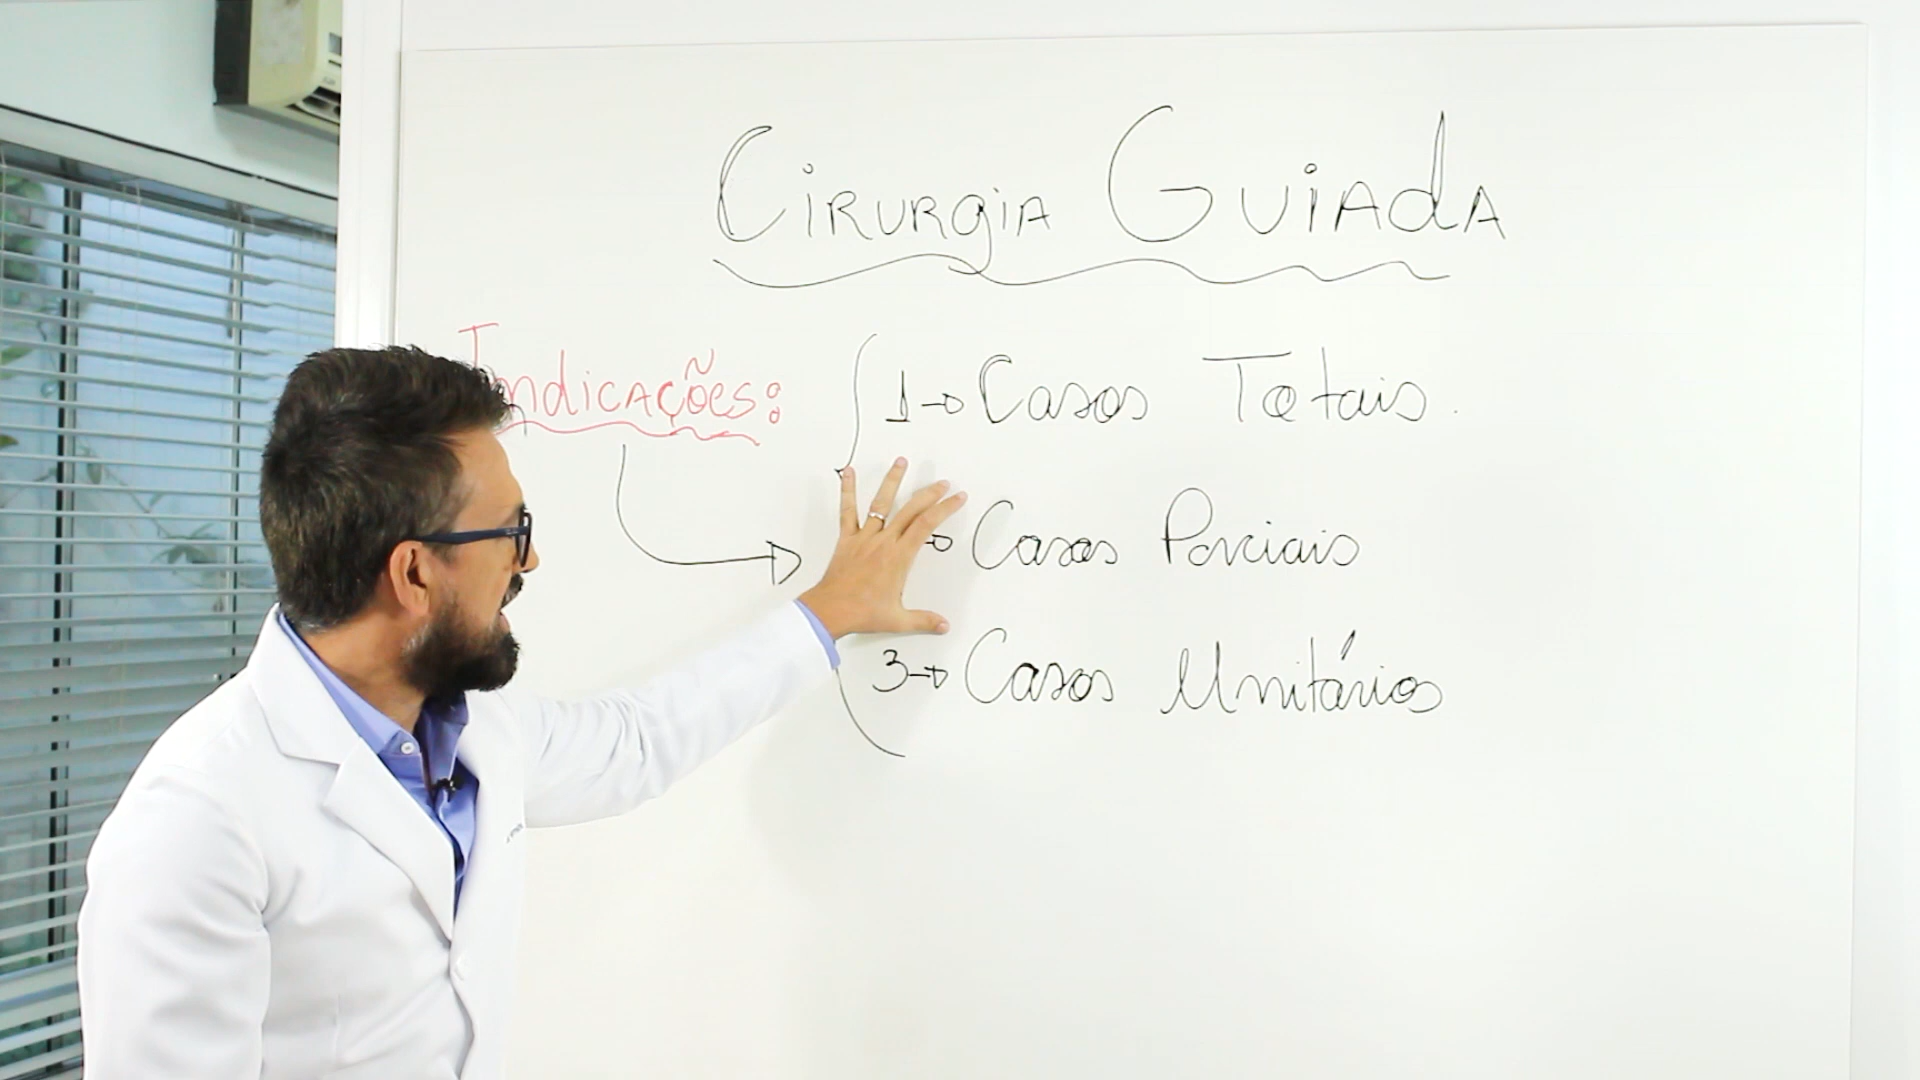 Cirurgia Guiada
Indicações:
1→ Casos Totais.
→ Casos Parciais
3→ Casos Unitários